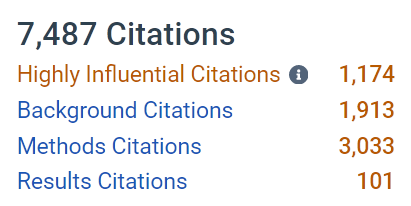 7,487 Citations
Highly Influential Citations 1,174
Background Citations 1,913
Methods Citations 3,033
Results Citations 101